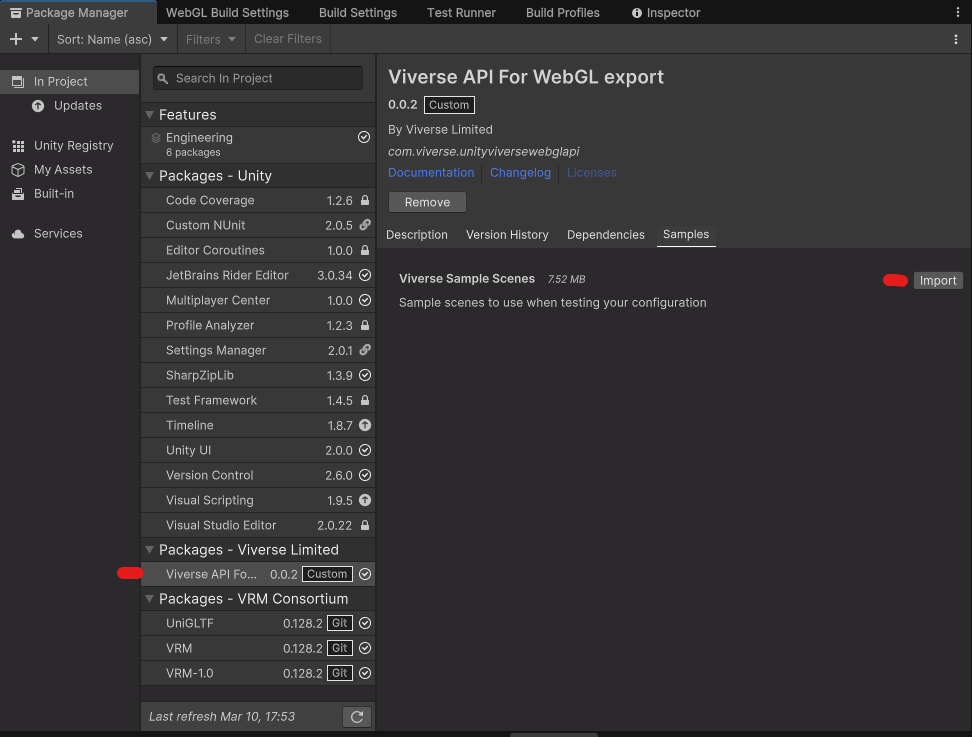 Package Manager WebGL Build Settings Build Settings Test Runner Build Profiles Inspector
Sort: Name (asc) Filters Clear Filters
In Project
Updates
Unity Registry
My Assets
Built-in
Services
Search In Project
Features
Engineering
6 packages
Packages - Unity
Code Coverage 1.2.6
Custom NUnit 2.0.5
Editor Coroutines 1.0.0
JetBrains Rider Editor 3.0.34
Multiplayer Center 1.0.0
Profile Analyzer 1.2.3
Settings Manager 2.0.1
SharpZipLib 1.3.9
Test Framework 1.4.5
Timeline 1.8.7
Unity UI 2.0.0
Version Control 2.6.0
Visual Scripting 1.9.5
Visual Studio Editor 2.0.22
Packages - Viverse Limited
Viverse API Fo... 0.0.2 Custom
Packages - VRM Consortium
UniGLTF 0.128.2 Git
VRM 0.128.2 Git
VRM-1.0 0.128.2 Git
Last refresh Mar 10, 17:53
Viverse API For WebGL export
0.0.2 Custom
By Viverse Limited
com.viverse.unityviversewebglapi
Documentation Changelog Licenses
Remove
Description Version History Dependencies Samples
Viverse Sample Scenes 7.52 MB Import
Sample scenes to use when testing your configuration